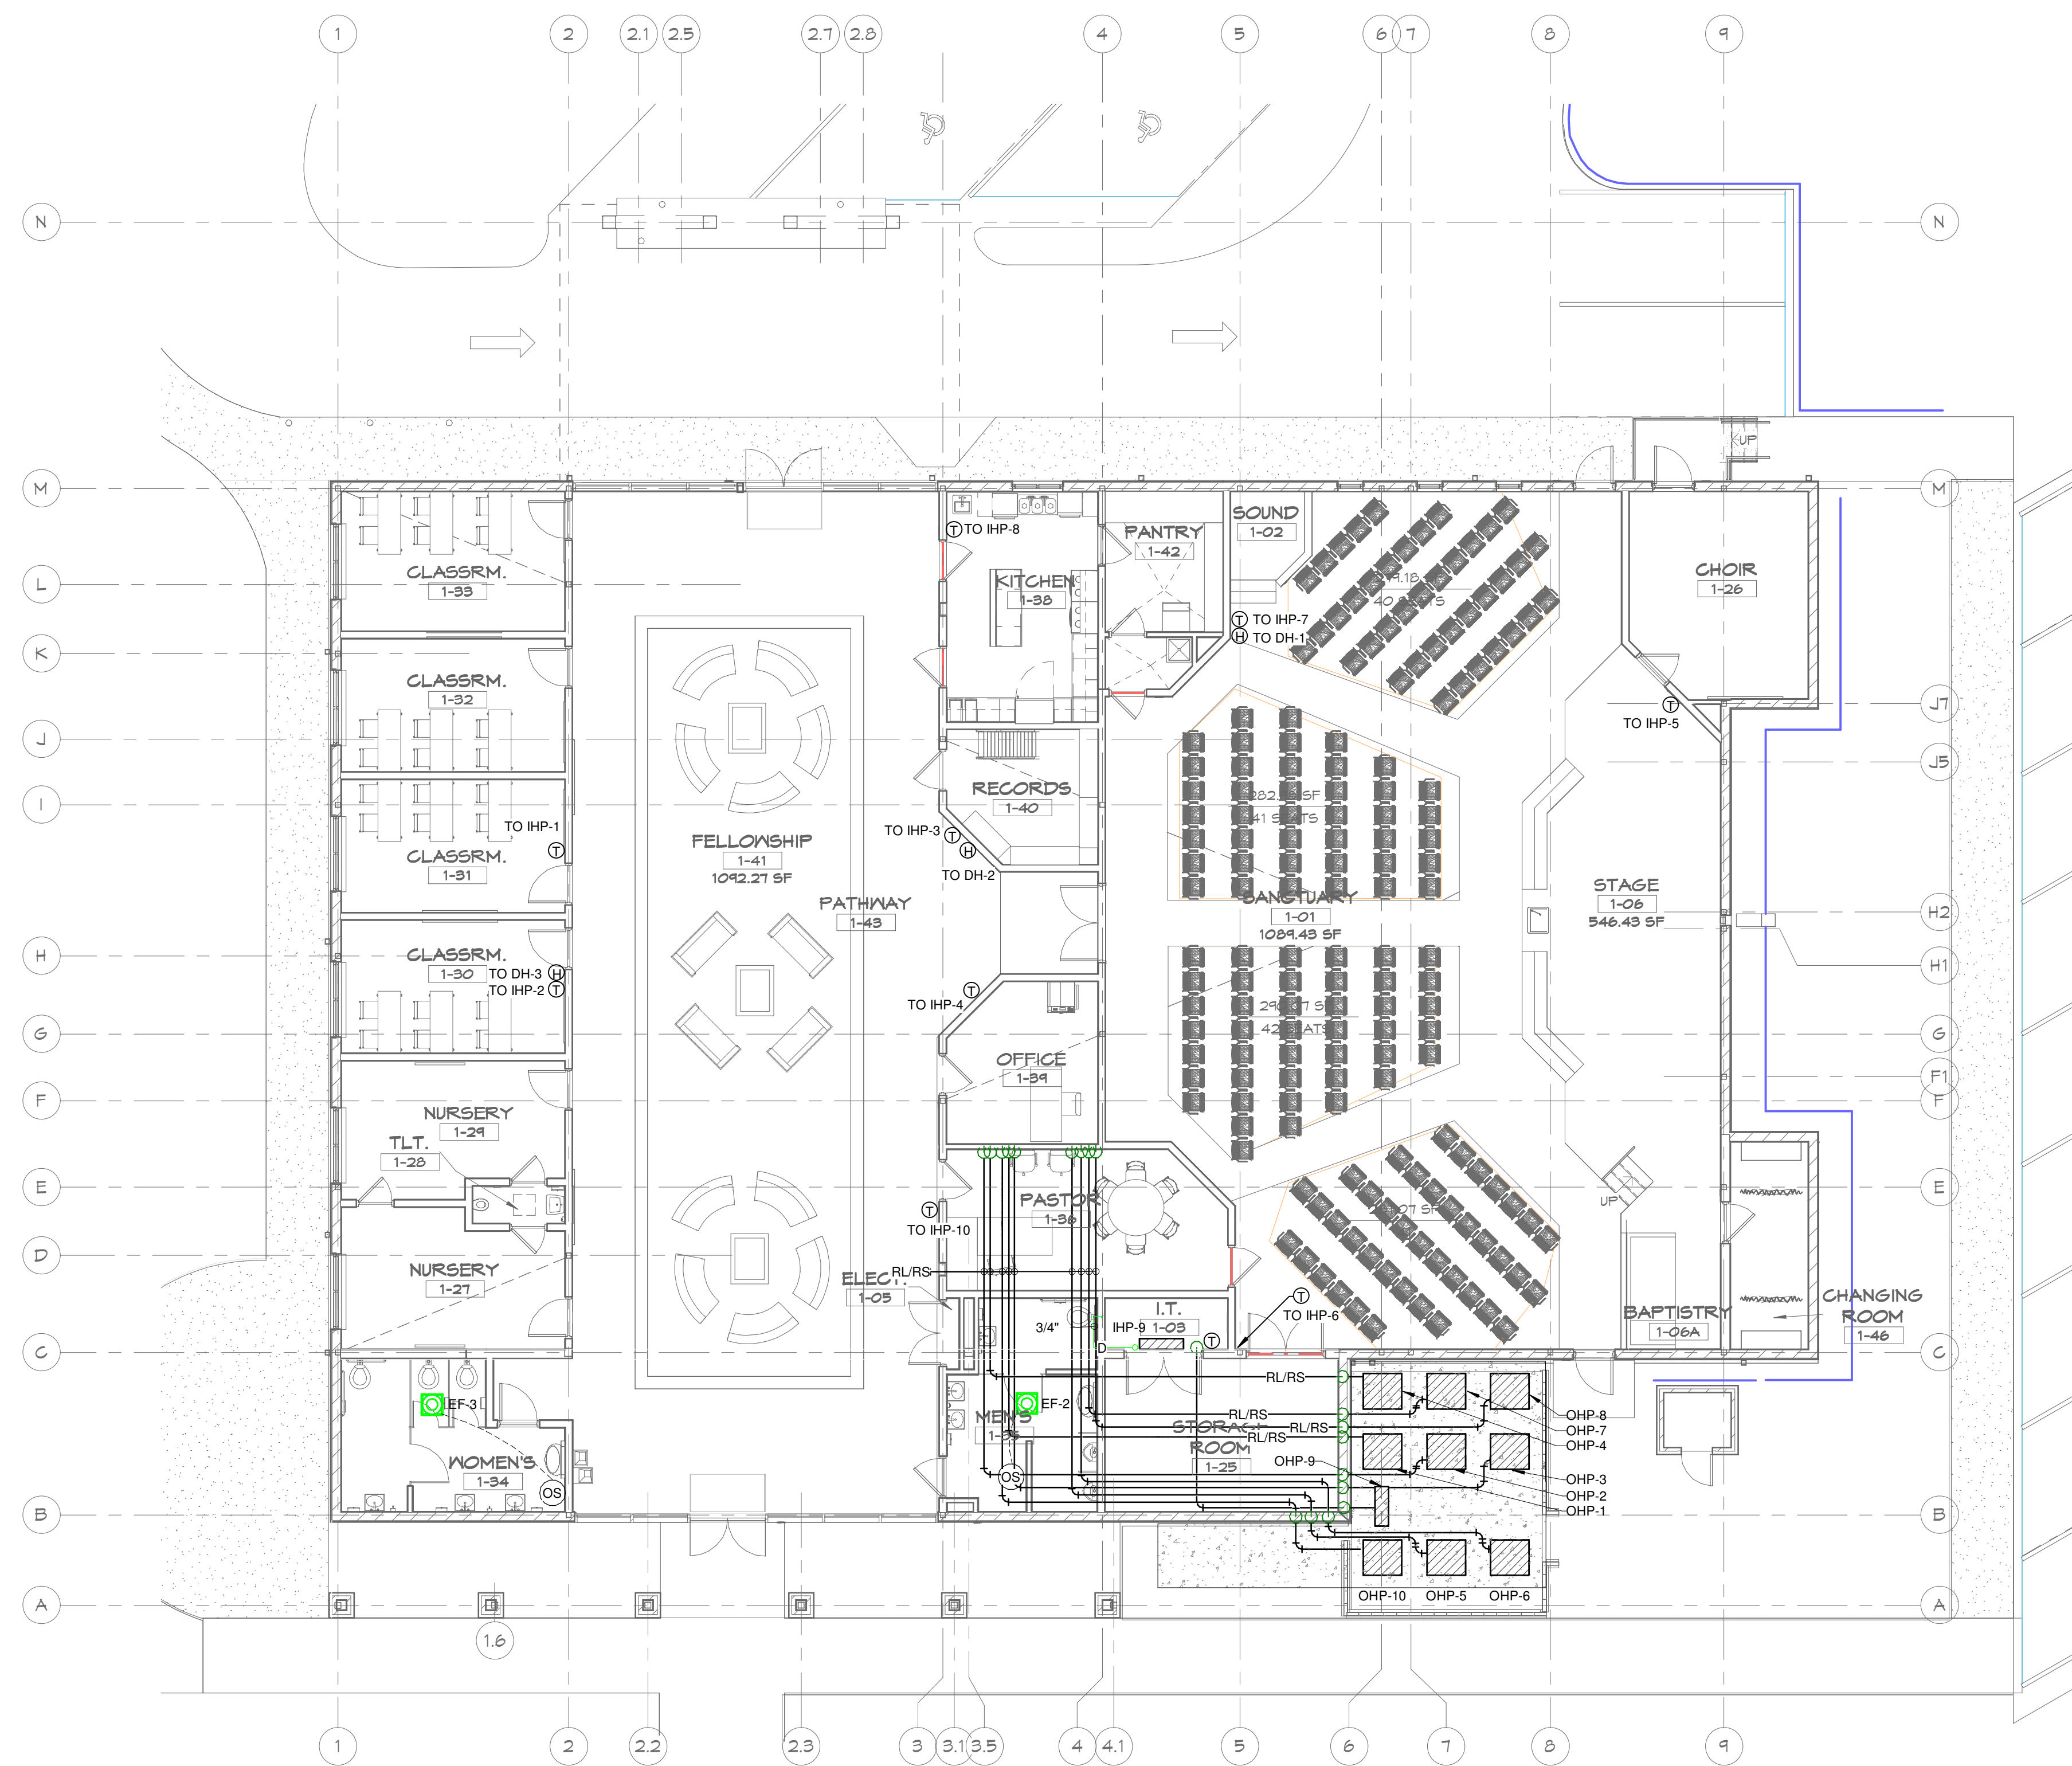 1 2 2.1 2.5 2.7 2.8 4 5 6 7 8 9
N N
UP
M M
SOUND
1-02
TO IHP-8
PANTRY
1-42
CLASSRM.
1-33
L
KITCHEN
1-38
CHOIR
1-26
40 SEATS
T TO IHP-7
H TO DH-1
K
CLASSRM.
1-32
J7
T
TO IHP-5
J
J5
RECORDS
1-40
I
41 SEATS
TO IHP-1
T
TO IHP-3
T
H
TO DH-2
FELLOWSHIP
1-41
1092.27 SF
CLASSRM.
1-31
PATHWAY
1-43
SANCTUARY
1-01
1089.43 SF
STAGE
1-06
546.43 SF
H2
H
CLASSRM.
1-30
TO DH-3 H
TO IHP-2 T
H1
T
TO IHP-4
42 SEATS
G G
OFFICE
1-39
F1
F F
NURSERY
1-29
TLT.
1-28
E E
PASTOR
1-36
UP
T
TO IHP-10
D
NURSERY
1-27
RL/RS
ELECT.
1-05
T
TO IHP-6
I.T.
1-03
3/4"
IHP-9
T
D
BAPTISTRY
1-06A
CHANGING
ROOM
1-46
C C
RL/RS
EF-3
EF-2
MEN'S
1-35
RL/RS
RL/RS
RL/RS
STORAGE
ROOM
1-25
OHP-8
OHP-7
OHP-4
OHP-9
OHP-3
OHP-2
OHP-1
WOMEN'S
1-34
OS
OS
B B
OHP-10 OHP-5 OHP-6
A A
1.6
1 2 2.2 2.3 3 3.1 3.5 4 4.1 5 6 7 8 9